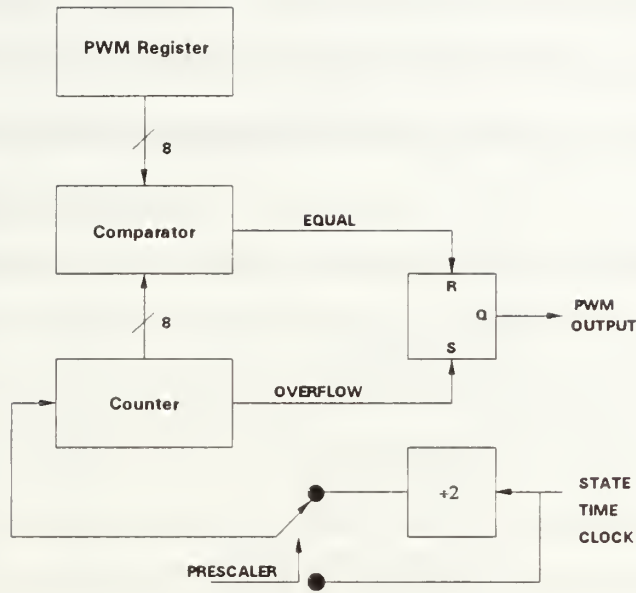 PWM Register
8
Comparator
EQUAL
R
Q
S
PWM
OUTPUT
8
Counter
OVERFLOW
÷2
STATE
TIME
CLOCK
PRESCALER